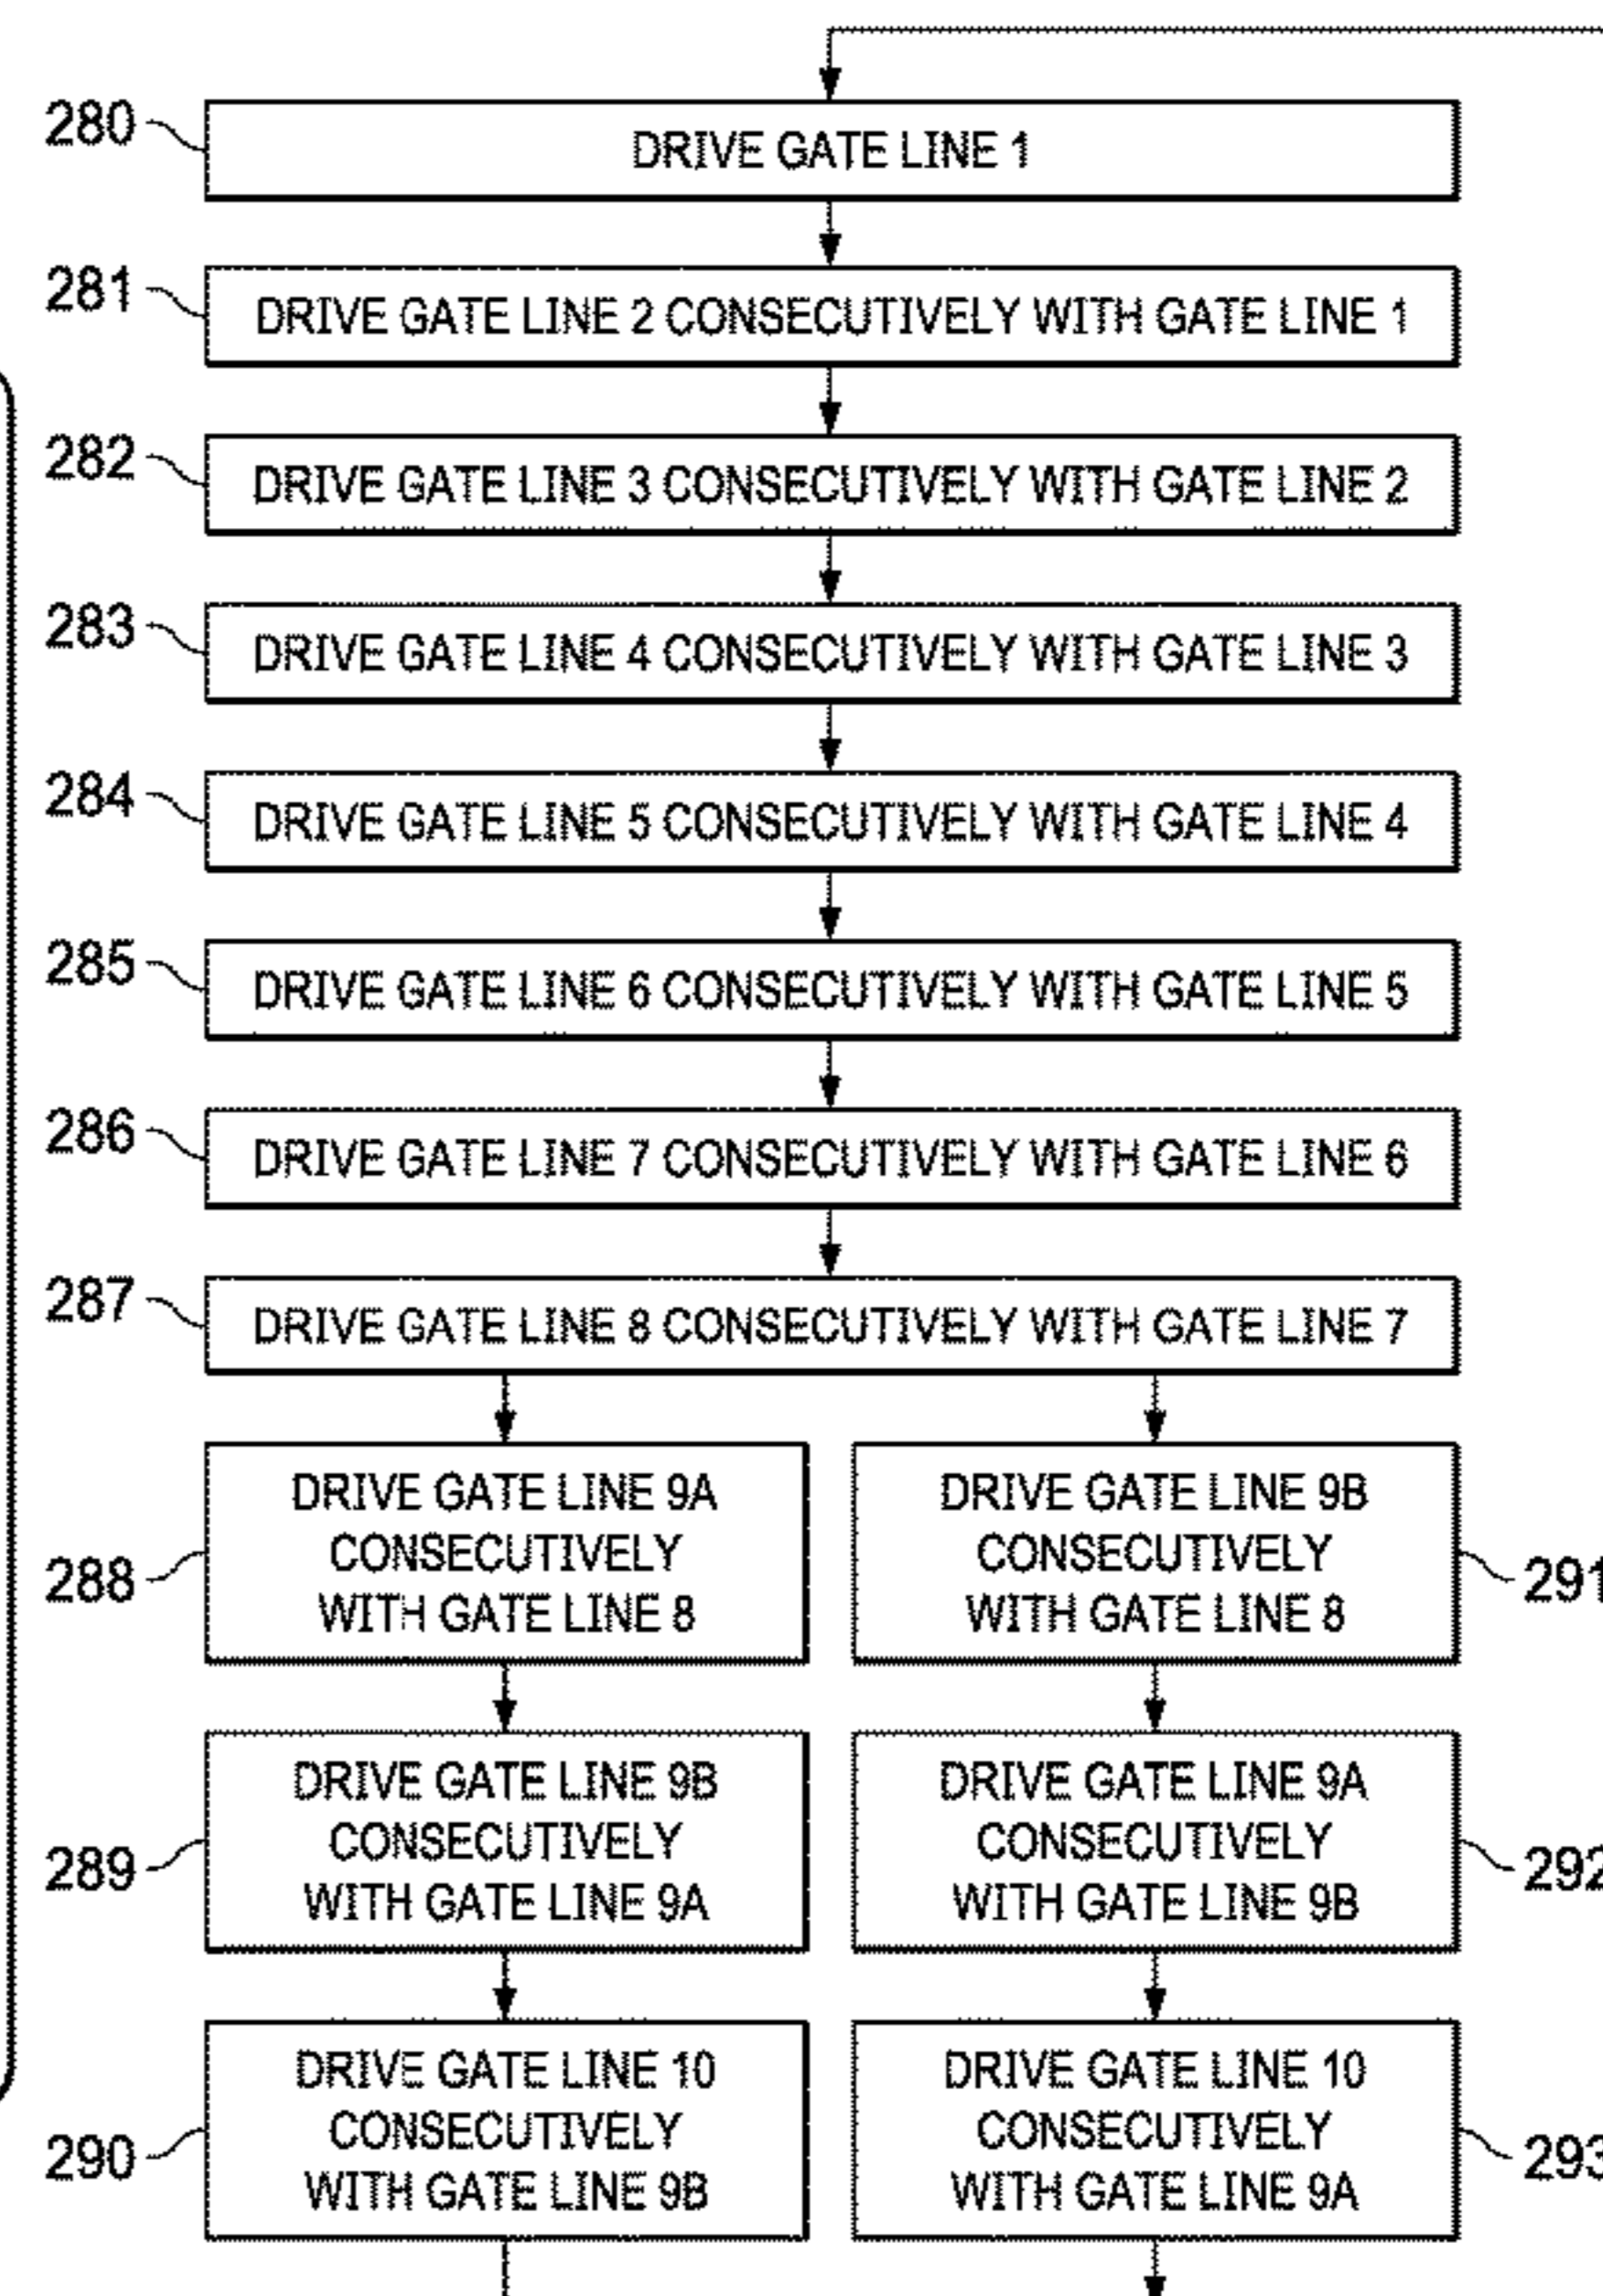 280
DRIVE GATE LINE 1
281
DRIVE GATE LINE 2 CONSECUTIVELY WITH GATE LINE 1
282
DRIVE GATE LINE 3 CONSECUTIVELY WITH GATE LINE 2
283
DRIVE GATE LINE 4 CONSECUTIVELY WITH GATE LINE 3
284
DRIVE GATE LINE 5 CONSECUTIVELY WITH GATE LINE 4
285
DRIVE GATE LINE 6 CONSECUTIVELY WITH GATE LINE 5
286
DRIVE GATE LINE 7 CONSECUTIVELY WITH GATE LINE 6
287
DRIVE GATE LINE 8 CONSECUTIVELY WITH GATE LINE 7
288
DRIVE GATE LINE 9A
CONSECUTIVELY
WITH GATE LINE 8
DRIVE GATE LINE 9B
CONSECUTIVELY
WITH GATE LINE 8
291
289
DRIVE GATE LINE 9B
CONSECUTIVELY
WITH GATE LINE 9A
DRIVE GATE LINE 9A
CONSECUTIVELY
WITH GATE LINE 9B
292
290
DRIVE GATE LINE 10
CONSECUTIVELY
WITH GATE LINE 9B
DRIVE GATE LINE 10
CONSECUTIVELY
WITH GATE LINE 9A
293